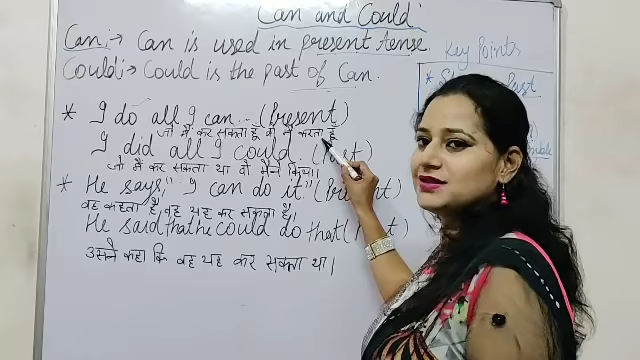 Can and Could
Can:→ Can is used in present tense.
Could:→ Could is the past of Can.
Key Points
* I do all I can. - (Present)
जो मैं कर सकता हूँ वो मैं करता हूँ
I did all I could. (Past)
जो मैं कर सकता था वो मैंने किया।
* He says," I can do it."
वह कहता है, वह यह कर सकता है।
He said that he could do that
उसने कहा कि वह यह कर सकता था।
* Past